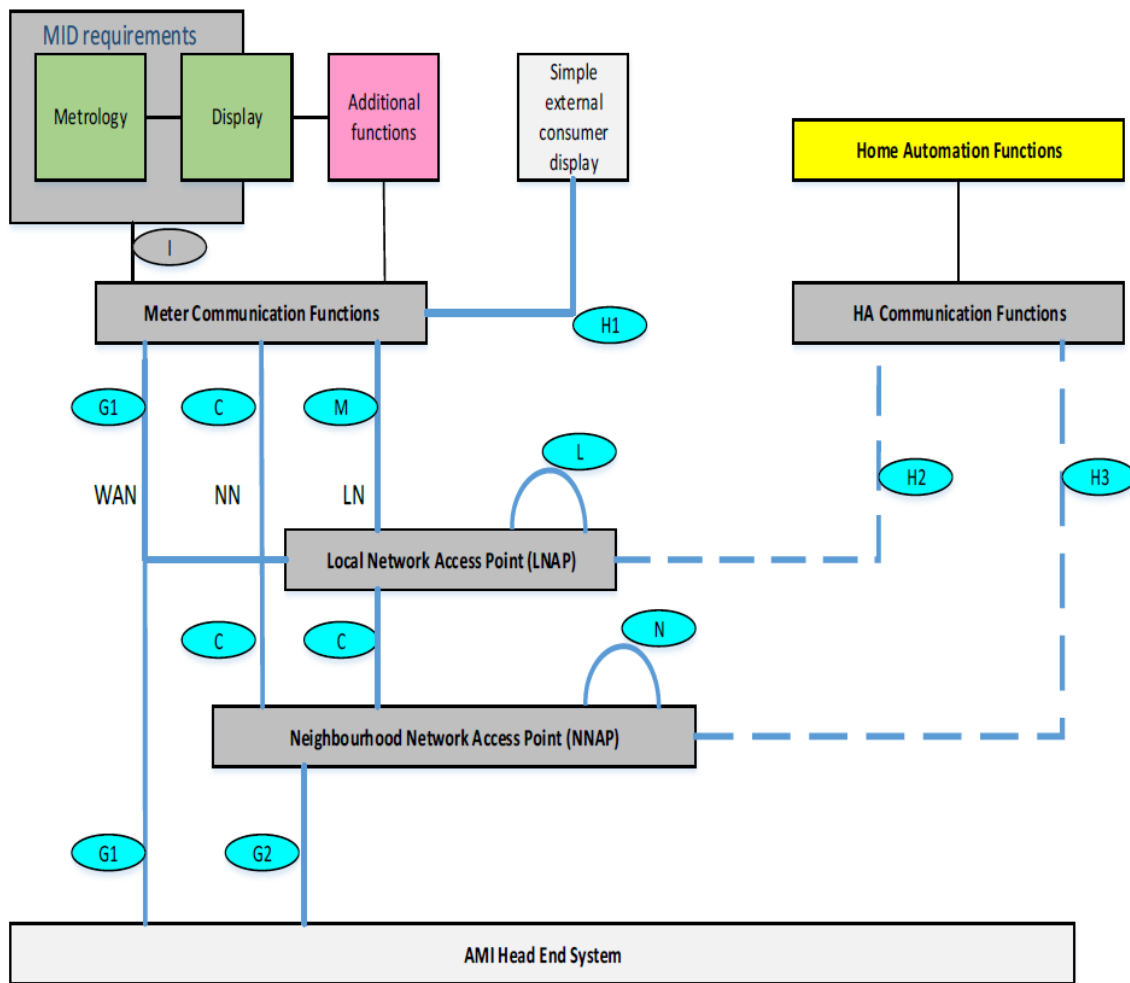 MID requirements
Metrology
Display
Additional
functions
Simple
external
consumer
display
Home Automation Functions
I
Meter Communication Functions
HA Communication Functions
H1
G1
C
M
L
H2
H3
WAN
NN
LN
Local Network Access Point (LNAP)
C
C
N
Neighbourhood Network Access Point (NNAP)
G1
G2
AMI Head End System